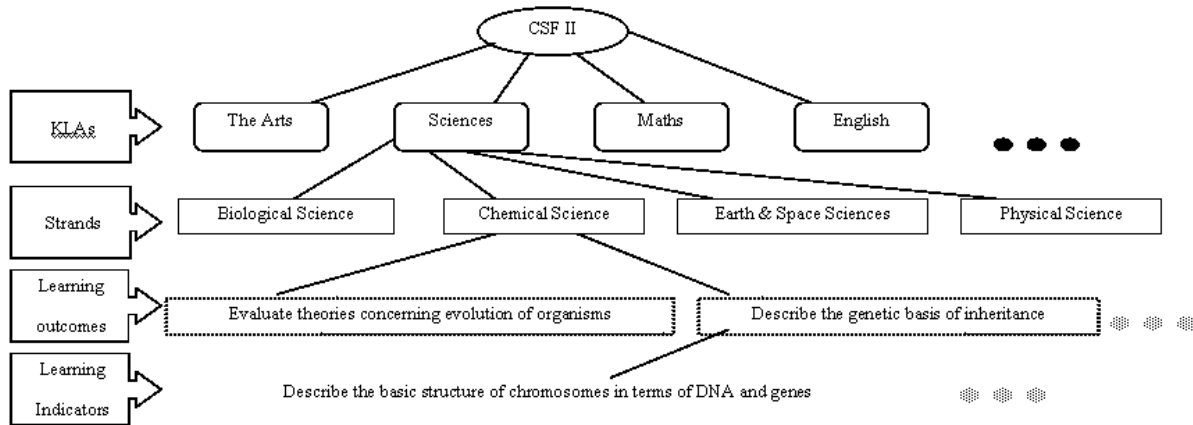 CSF II
KLAs
The Arts
Sciences
Maths
English
Strands
Biological Science
Chemical Science
Earth & Space Sciences
Physical Science
Learning
outcomes
Evaluate theories concerning evolution of organisms
Describe the genetic basis of inheritance
Learning
Indicators
Describe the basic structure of chromosomes in terms of DNA and genes